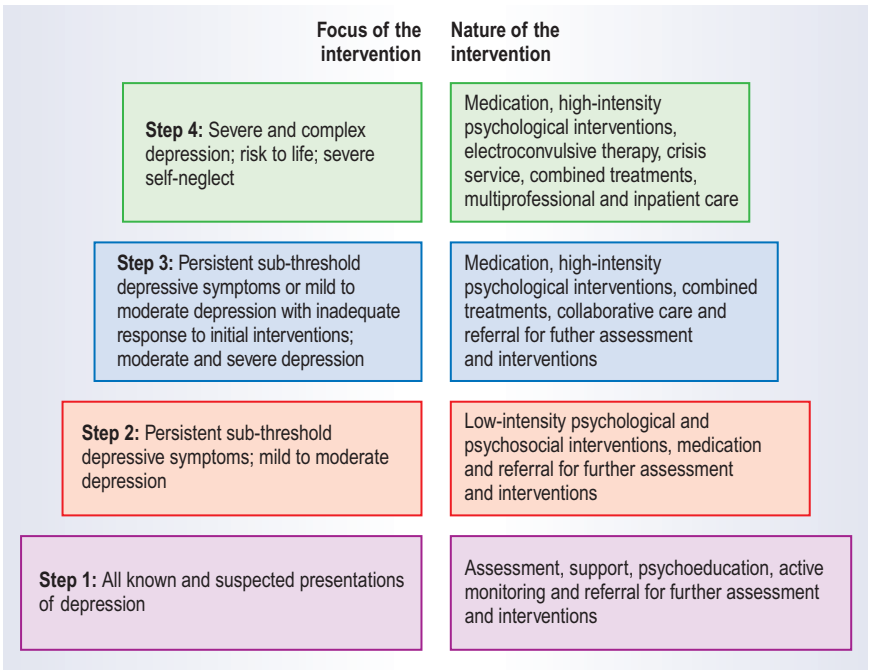 Focus of the
intervention
Nature of the
intervention
Step 4: Severe and complex
depression; risk to life; severe
self-neglect
Medication, high-intensity
psychological interventions,
electroconvulsive therapy, crisis
service, combined treatments,
multiprofessional and inpatient care
Step 3: Persistent sub-threshold
depressive symptoms or mild to
moderate depression with inadequate
response to initial interventions;
moderate and severe depression
Medication, high-intensity
psychological interventions, combined
treatments, collaborative care and
referral for futher assessment
and interventions
Step 2: Persistent sub-threshold
depressive symptoms; mild to moderate
depression
Low-intensity psychological and
psychosocial interventions, medication
and referral for further assessment
and interventions
Step 1: All known and suspected presentations
of depression
Assessment, support, psychoeducation, active
monitoring and referral for further assessment
and interventions